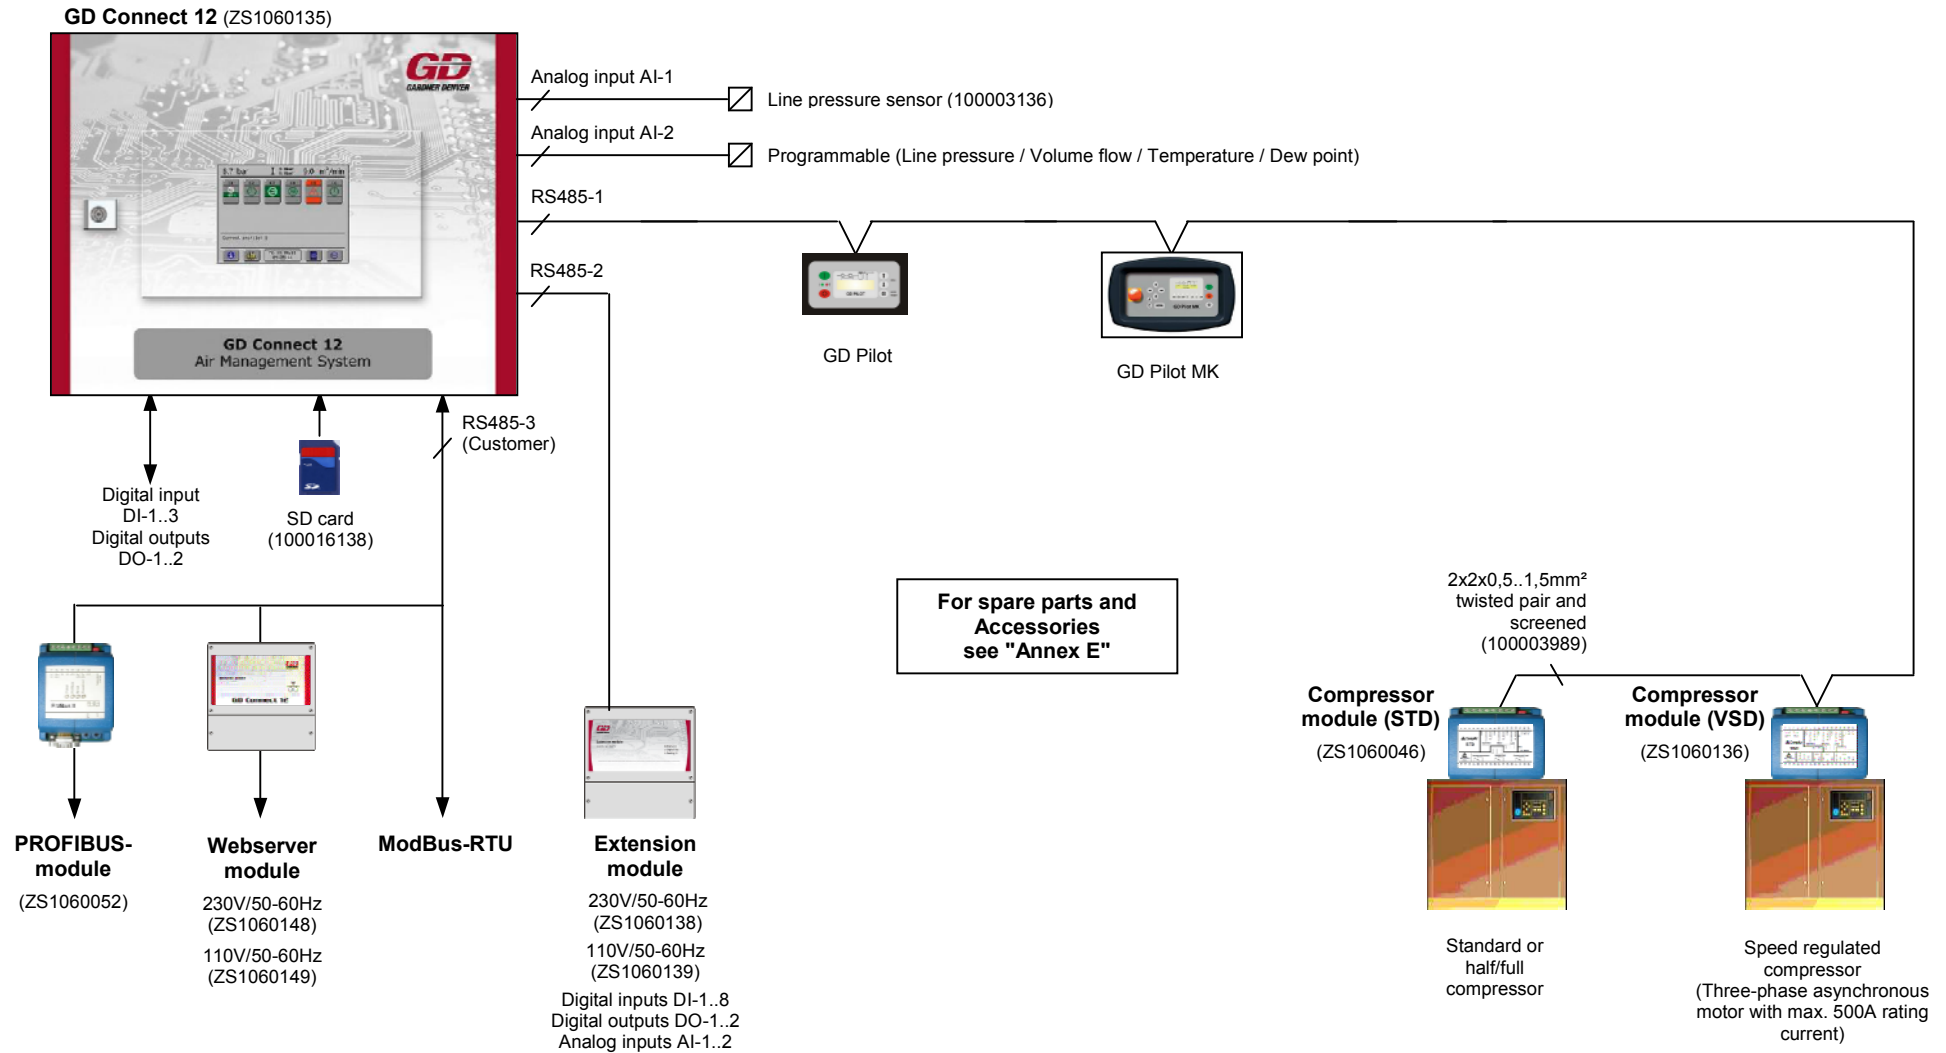 GD Connect 12 (ZS1060135)
GD
GARDNER DENVER
GD Connect 12
Air Management System
Analog input AI-1
Line pressure sensor (100003136)
Analog input AI-2
Programmable (Line pressure / Volume flow / Temperature / Dew point)
RS485-1
RS485-2
GD Pilot
GD Pilot MK
RS485-3
(Customer)
Digital input
DI-1..3
Digital outputs
DO-1..2
SD card
(100016138)
For spare parts and
Accessories
see "Annex E"
2x2x0,5..1,5mm²
twisted pair and
screened
(100003989)
GD Connect 12
PROFIBUS-
module
(ZS1060052)
Webserver
module
230V/50-60Hz
(ZS1060148)
110V/50-60Hz
(ZS1060149)
ModBus-RTU
Extension
module
230V/50-60Hz
(ZS1060138)
110V/50-60Hz
(ZS1060139)
Digital inputs DI-1..8
Digital outputs DO-1..2
Analog inputs AI-1..2
Compressor
module (STD)
(ZS1060046)
Standard or
half/full
compressor
Compressor
module (VSD)
(ZS1060136)
Speed regulated
compressor
(Three-phase asynchronous
motor with max. 500A rating
current)